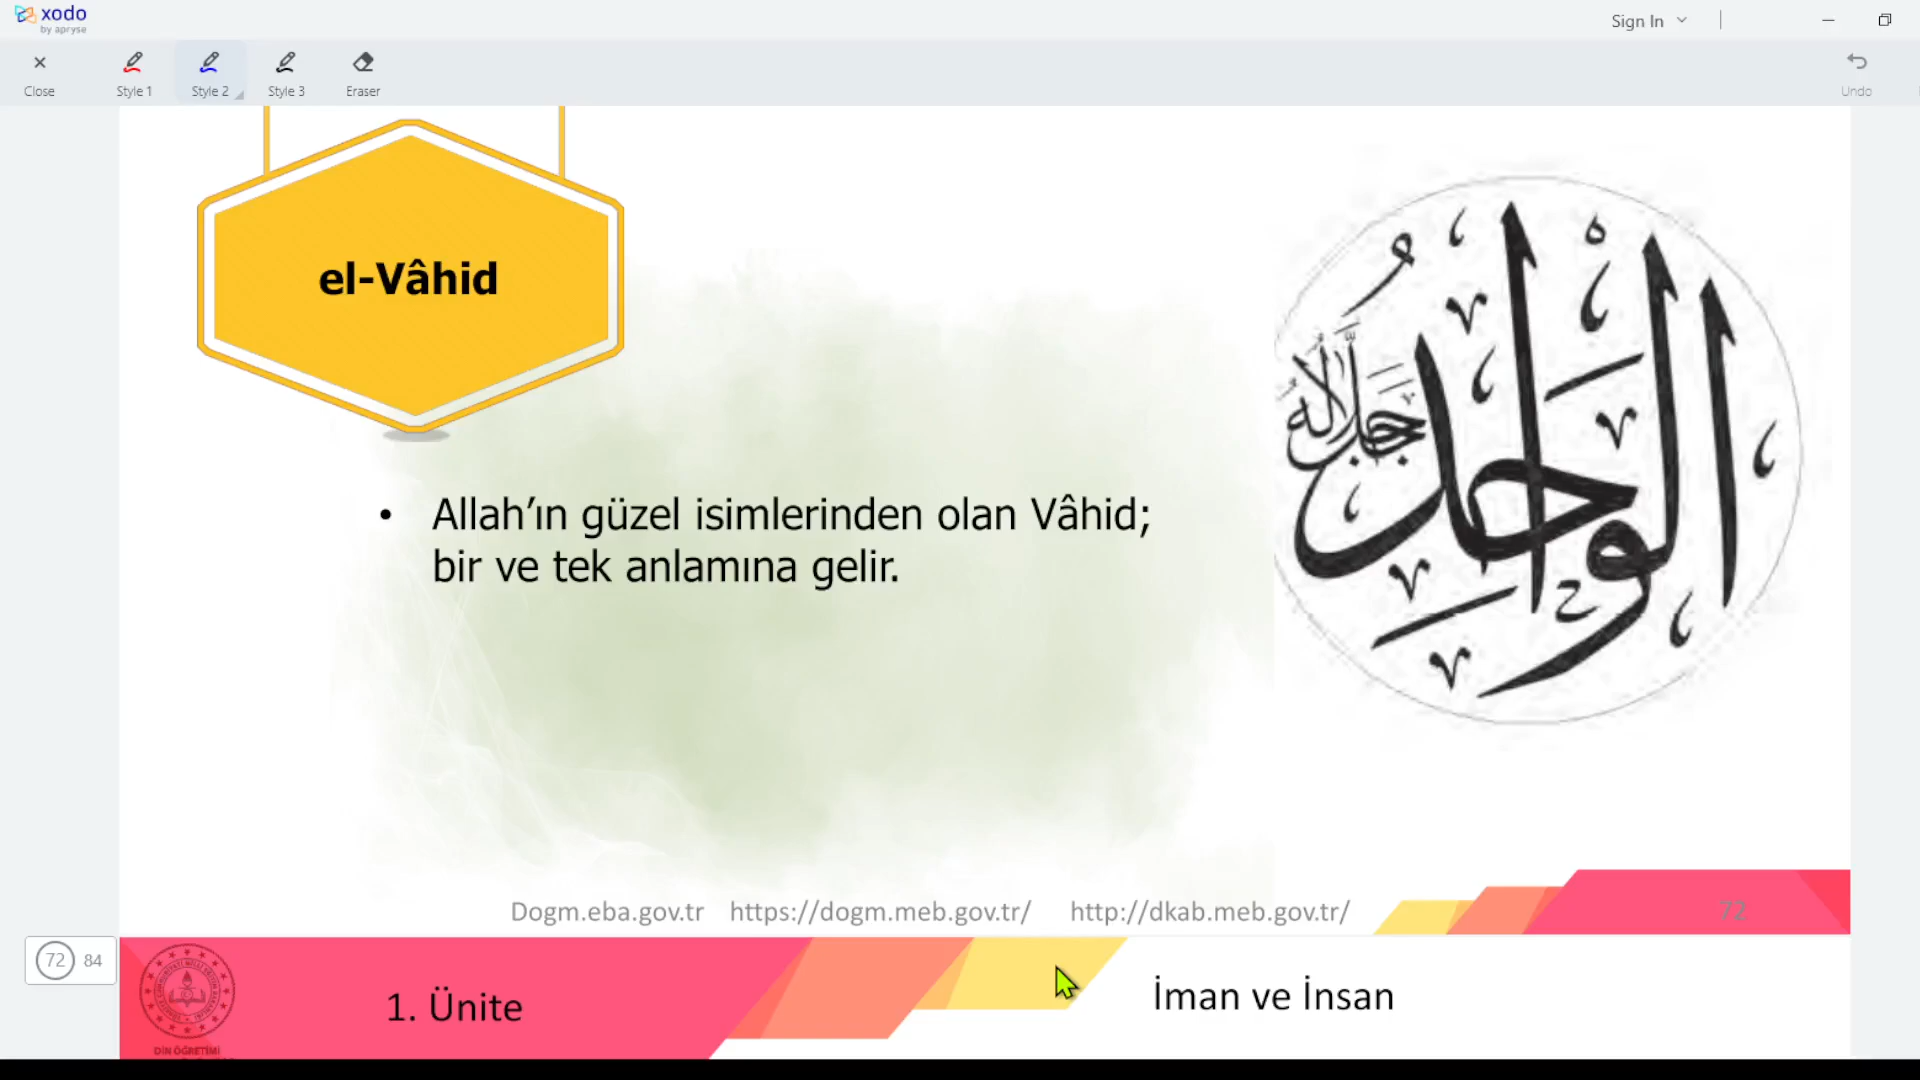 xodo
by apryse
Sign In
Close
Style 1
Style 2
Style 3
Eraser
Undo
el-Vâhid
الواحد
جل جلاله
• Allah’ın güzel isimlerinden olan Vâhid;
bir ve tek anlamına gelir.
Dogm.eba.gov.tr https://dogm.meb.gov.tr/ http://dkab.meb.gov.tr/
72
72 84
1. Ünite
İman ve İnsan
DİN ÖĞRETİMİ